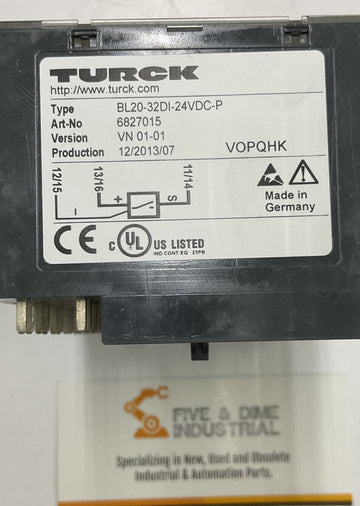 TURCK
http://www.turck.com
Type BL20-32DI-24VDC-P
Art-No 6827015
Version VN 01-01
Production 12/2013/07
VOPQHK
12/15
13/16
11/14
+
S
−
Made in
Germany
CE
C UL US LISTED
IND CONT EQ 23PB
FIVE & DIME
INDUSTRIAL
Specializing in New, Used and Obsolete
Industrial & Automation Parts.